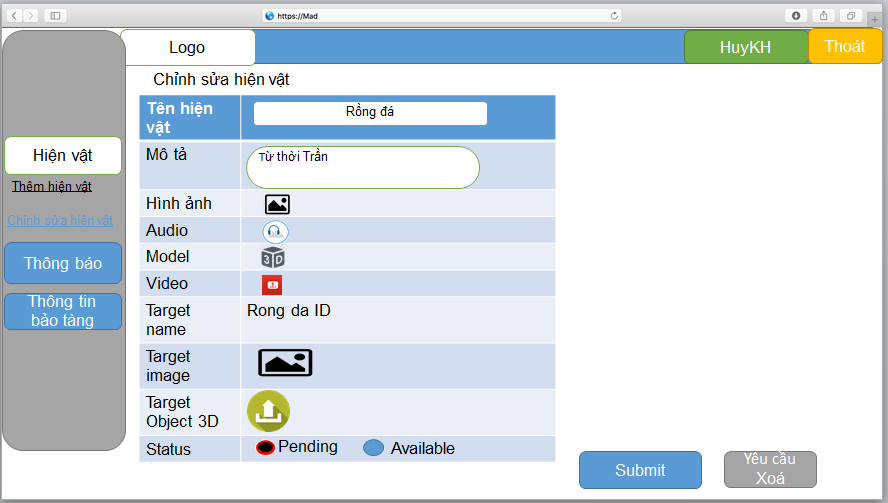 https://Mad
Logo
HuyKH
Thoát
Chỉnh sửa hiện vật
Hiện vật
Thêm hiện vật
Chỉnh sửa hiện vật
Thông báo
Thông tin
bảo tàng
Tên hiện
vật
Rồng đá
Mô tả
Từ thời Trần
Hình ảnh
Audio
Model
3D
Video
Target
name
Rong da ID
Target
image
Target
Object 3D
Status
Pending
Available
Submit
Yêu cầu
Xoá